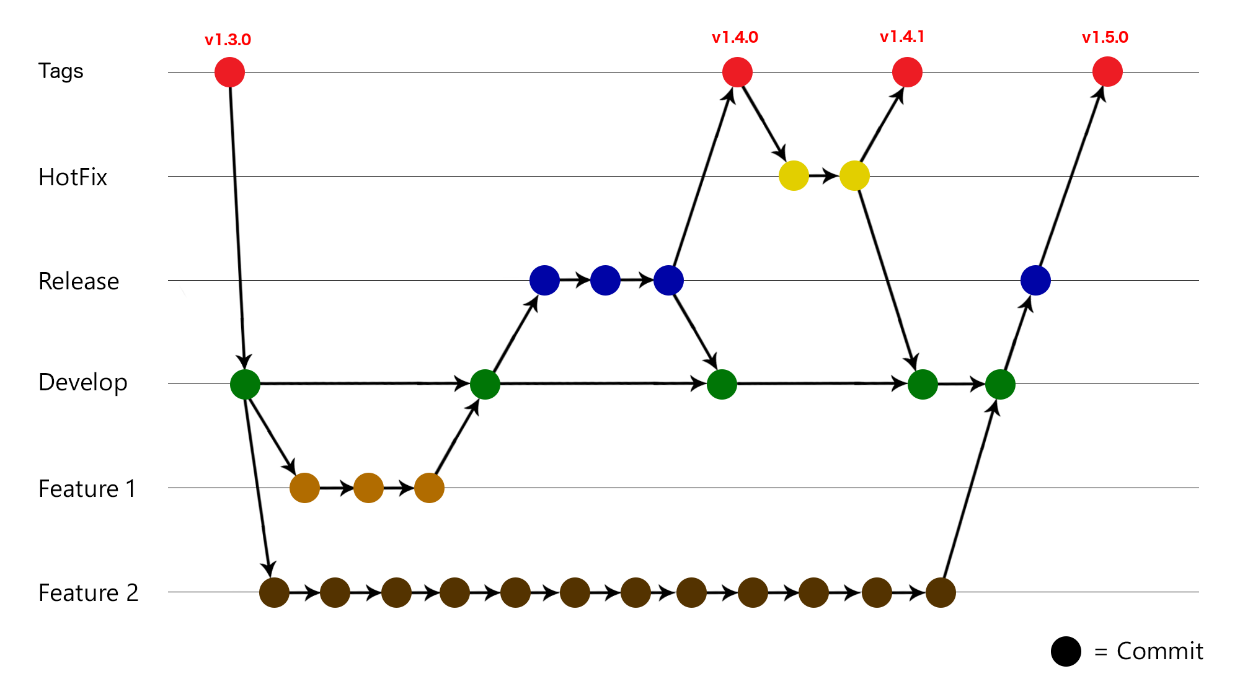 v1.3.0
v1.4.0
v1.4.1
v1.5.0
Tags
HotFix
Release
Develop
Feature 1
Feature 2
= Commit